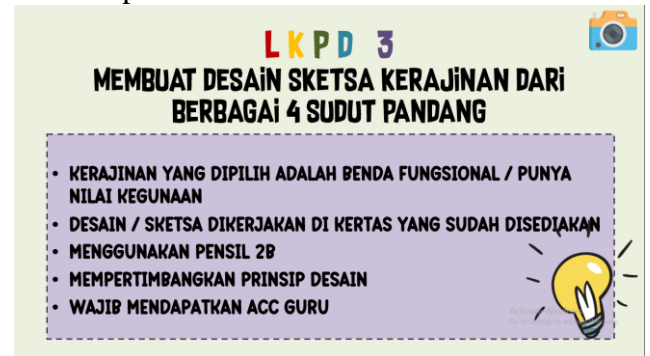 LKPD 3
MEMBUAT DESAIN SKETSA KERAJINAN DARI
BERBAGAI 4 SUDUT PANDANG
• KERAJINAN YANG DIPILIH ADALAH BENDA FUNGSIONAL / PUNYA
NILAI KEGUNAAN
• DESAIN / SKETSA DIKERJAKAN DI KERTAS YANG SUDAH DISEDIAKAN
• MENGGUNAKAN PENSIL 2B
• MEMPERTIMBANGKAN PRINSIP DESAIN
• WAJIB MENDAPATKAN ACC GURU